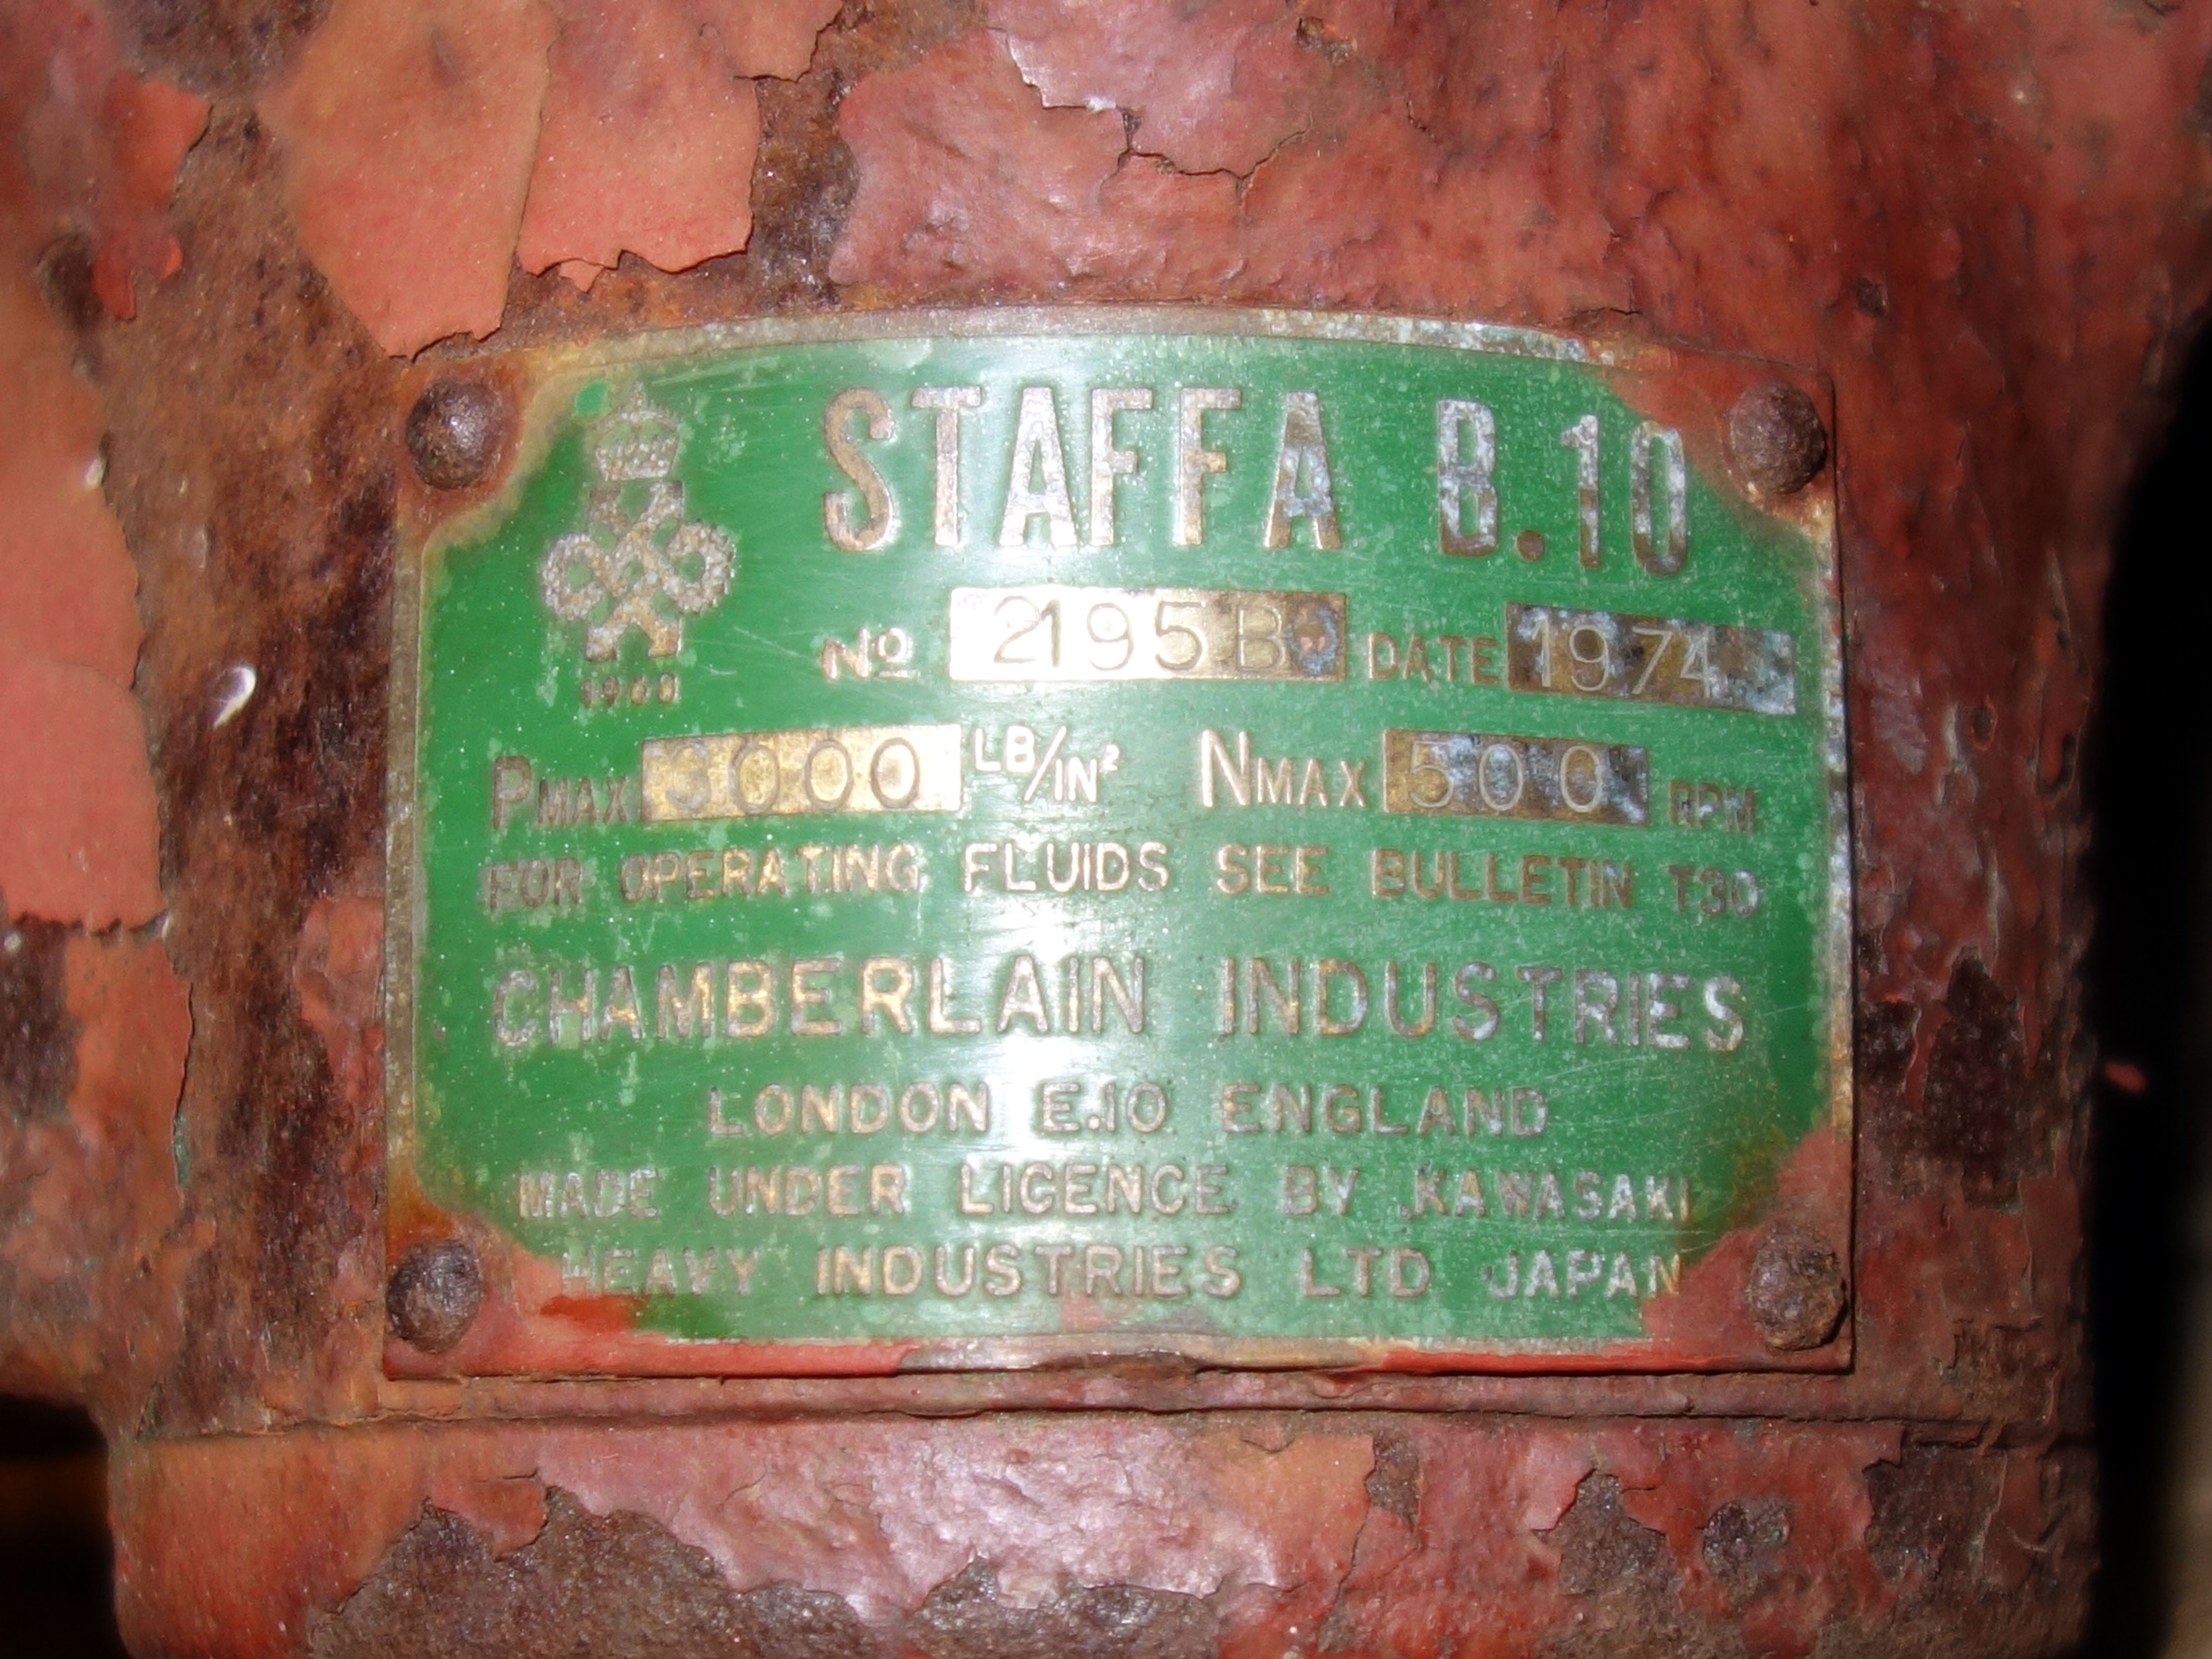 STAFFA B.10
No 2195B DATE 1974
PMAX 3000 LB/IN² NMAX 500 RPM
FOR OPERATING FLUIDS SEE BULLETIN T30
CHAMBERLAIN INDUSTRIES
LONDON E.10 ENGLAND
MADE UNDER LICENCE BY KAWASAKI
HEAVY INDUSTRIES LTD JAPAN